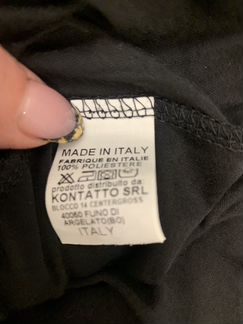 MADE IN ITALY
FABRIQUE EN ITALIE
100% POLIESTERE
prodotto distribuito da:
KONTATTO SRL
BLOCCO 14 CENTERGROSS
40050 FUNO DI
ARGELATO(BO)
ITALY